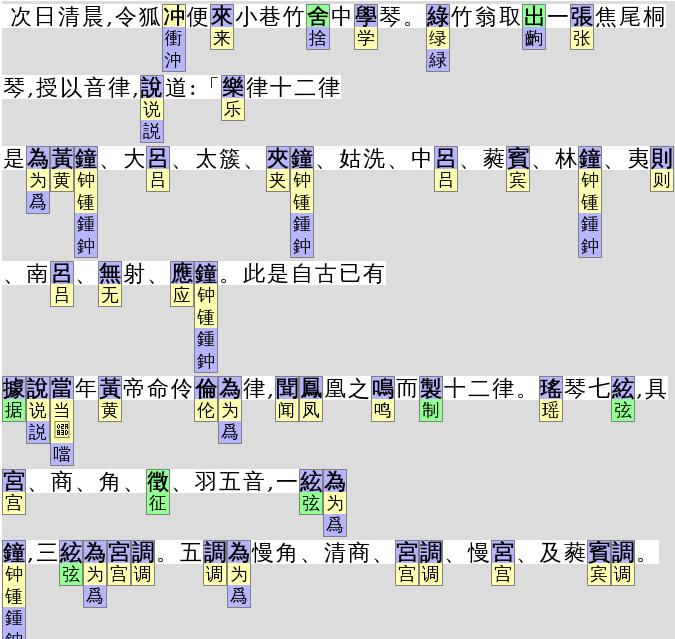 次日清晨,令狐冲便來小巷竹舍中學琴。綠竹翁取出一張焦尾桐
衝 来 捨 学 绿 齣 张
沖 緑
琴,授以音律,說道:「樂律十二律
说 乐
説
是為黃鐘、大呂、太簇、夾鐘、姑洗、中呂、蕤賓、林鐘、夷則
为 黄 钟 吕 夹 钟 吕 宾 钟 则
爲 锺 锺 锺
鍾 鍾 鍾
鈡 鈡 鈡
、南呂、無射、應鐘。此是自古已有
吕 无 应 钟
锺
鍾
鈡
據說當年黃帝命伶倫為律,聞鳳凰之鳴而製十二律。瑤琴七絃,具
据 说 当 黄 伦 为 闻 凤 鸣 制 瑶 弦
説 爲
噹
宮、商、角、徵、羽五音,一絃為
宫 征 弦 为
爲
鐘,三絃為宮調。五調為慢角、清商、宮調、慢宮、及蕤賓調。
钟 弦 为 宫 调 调 为 宫 调 宫 宾 调
锺 爲 爲
鍾